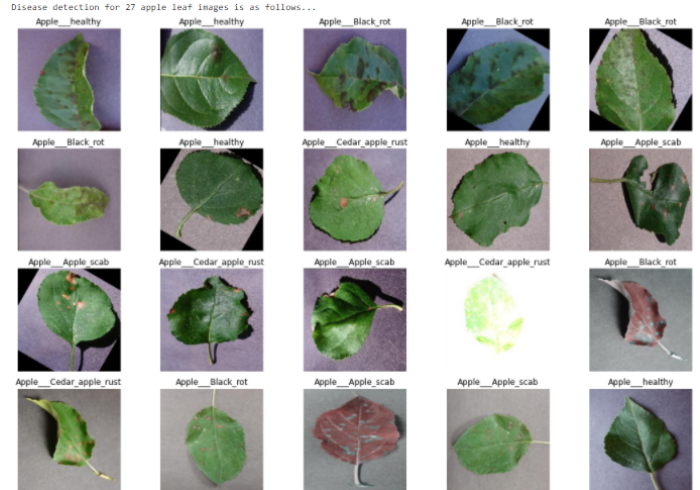 Disease detection for 27 apple leaf images is as follows...
Apple___healthy Apple___healthy Apple___Black_rot Apple___Black_rot Apple___Black_rot
Apple___Black_rot Apple___healthy Apple___Cedar_apple_rust Apple___healthy Apple___Apple_scab
Apple___Apple_scab Apple___Cedar_apple_rust Apple___Apple_scab Apple___Cedar_apple_rust Apple___Black_rot
Apple___Cedar_apple_rust Apple___Black_rot Apple___Apple_scab Apple___Apple_scab Apple___healthy